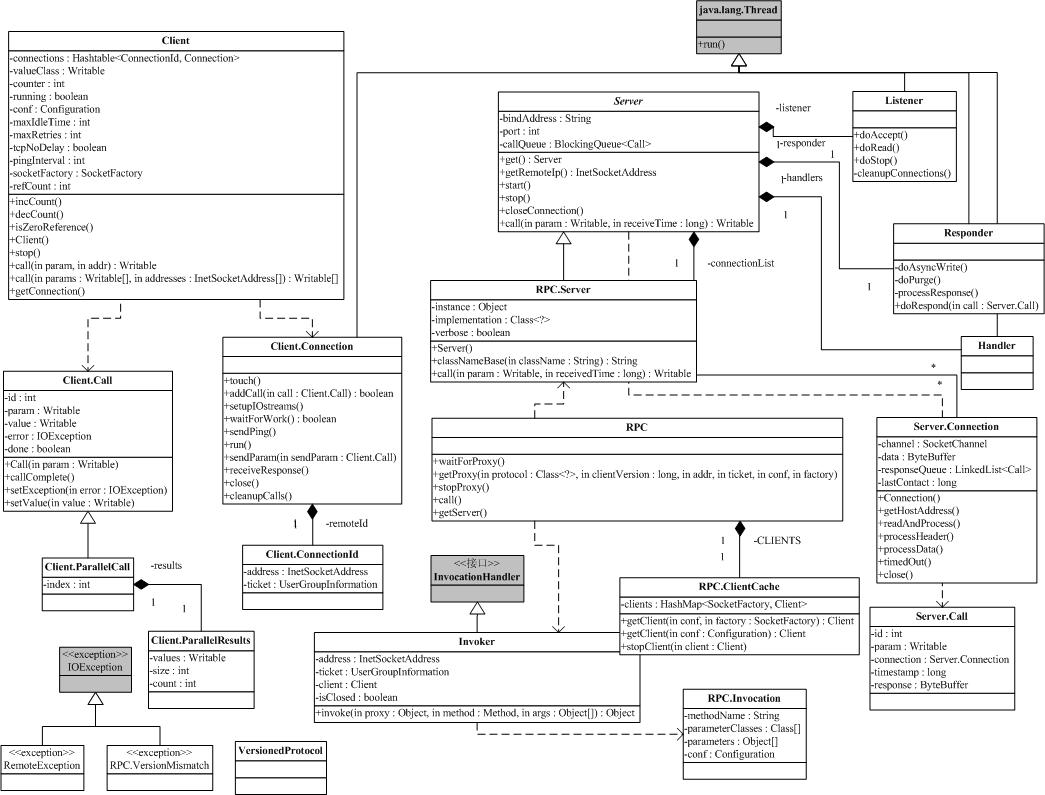 java.lang.Thread
+run()
Client
-connections : Hashtable<ConnectionId, Connection>
-valueClass : Writable
-counter : int
-running : boolean
-conf : Configuration
-maxIdleTime : int
-maxRetries : int
-tcpNoDelay : boolean
-pingInterval : int
-socketFactory : SocketFactory
-refCount : int
+incCount()
+decCount()
+isZeroReference()
+Client()
+stop()
+call(in param, in addr) : Writable
+call(in params : Writable[], in addresses : InetSocketAddress[]) : Writable[]
+getConnection()
Server
-bindAddress : String
-port : int
-callQueue : BlockingQueue<Call>
+get() : Server
+getRemoteIp() : InetSocketAddress
+start()
+stop()
+closeConnection()
+call(in param : Writable, in receiveTime : long) : Writable
-listener
1
-responder
1
1
-handlers
1
1
1
-connectionList
Listener
+doAccept()
+doRead()
+doStop()
-cleanupConnections()
Responder
-doAsyncWrite()
-doPurge()
-processResponse()
+doRespond(in call : Server.Call)
Handler
*
*
RPC.Server
-instance : Object
-implementation : Class<?>
-verbose : boolean
+Server()
+classNameBase(in className : String) : String
+call(in param : Writable, in receivedTime : long) : Writable
Client.Connection
+touch()
+addCall(in call : Client.Call) : boolean
+setupIOstreams()
+waitForWork() : boolean
+sendPing()
+run()
+sendParam(in sendParam : Client.Call)
+receiveResponse()
+close()
+cleanupCalls()
Client.Call
-id : int
-param : Writable
-value : Writable
-error : IOException
-done : boolean
+Call(in param : Writable)
+callComplete()
+setException(in error : IOException)
+setValue(in value : Writable)
RPC
+waitForProxy()
+getProxy(in protocol : Class<?>, in clientVersion : long, in addr, in ticket, in conf, in factory)
+stopProxy()
+call()
+getServer()
Server.Connection
-channel : SocketChannel
-data : ByteBuffer
-responseQueue : LinkedList<Call>
-lastContact : long
+Connection()
+getHostAddress()
+readAndProcess()
+processHeader()
+processData()
+timedOut()
+close()
1
-remoteId
Client.ConnectionId
-address : InetSocketAddress
-ticket : UserGroupInformation
1
1
-CLIENTS
Client.ParallelCall
-index : int
-results
1
1
<<接口>>
InvocationHandler
RPC.ClientCache
-clients : HashMap<SocketFactory, Client>
+getClient(in conf, in factory : SocketFactory) : Client
+getClient(in conf : Configuration) : Client
+stopClient(in client : Client)
Server.Call
-id : int
-param : Writable
-connection : Server.Connection
-timestamp : long
-response : ByteBuffer
Client.ParallelResults
-values : Writable
-size : int
-count : int
Invoker
-address : InetSocketAddress
-ticket : UserGroupInformation
-client : Client
-isClosed : boolean
+invoke(in proxy : Object, in method : Method, in args : Object[]) : Object
<<exception>>
IOException
RPC.Invocation
-methodName : String
-parameterClasses : Class[]
-parameters : Object[]
-conf : Configuration
<<exception>>
RemoteException
<<exception>>
RPC.VersionMismatch
VersionedProtocol